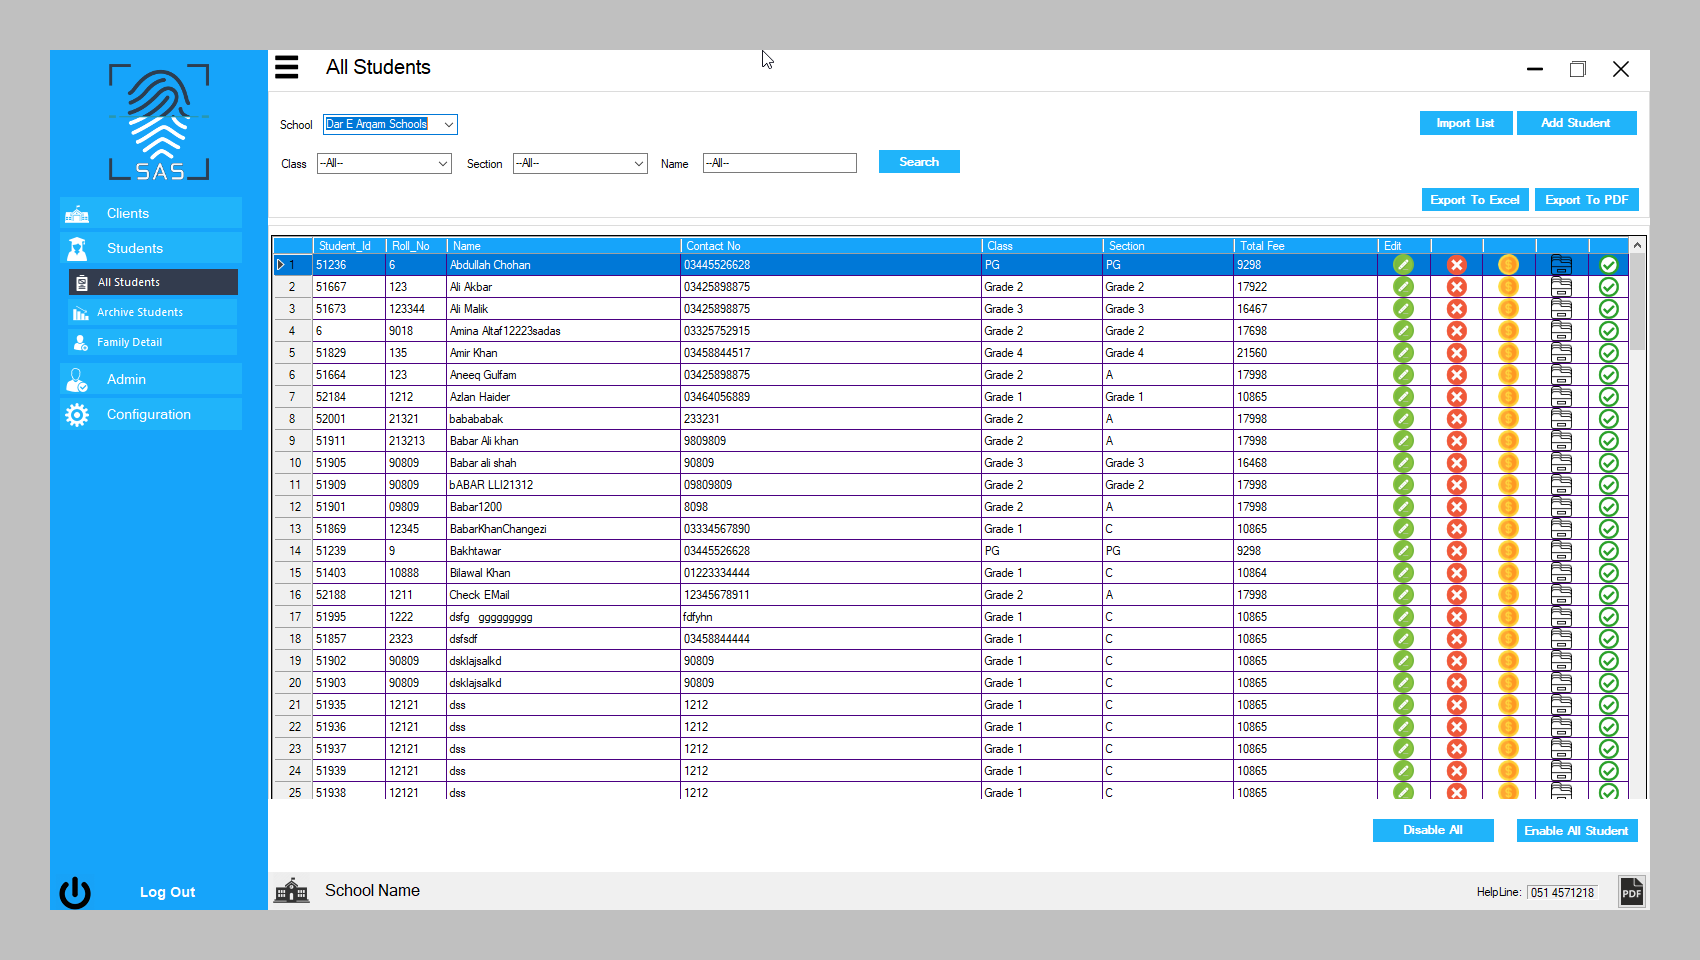 SAS
All Students
School Dar E Arqam Schools
Import List Add Student
Class --All-- Section --All-- Name --All-- Search
Export To Excel Export To PDF
Clients
Students
All Students
Archive Students
Family Detail
Admin
Configuration
Log Out
Student_Id Roll_No Name Contact No Class Section Total Fee Edit
1 51236 6 Abdullah Chohan 03445526628 PG PG 9298
2 51667 123 Ali Akbar 03425898875 Grade 2 Grade 2 17922
3 51673 123344 Ali Malik 03425898875 Grade 3 Grade 3 16467
4 6 9018 Amina Altaf12223sadas 03325752915 Grade 2 Grade 2 17698
5 51829 135 Amir Khan 03458844517 Grade 4 Grade 4 21560
6 51664 123 Aneeq Gulfam 03425898875 Grade 2 A 17998
7 52184 1212 Azlan Haider 03464056889 Grade 1 Grade 1 10865
8 52001 21321 babababak 233231 Grade 2 A 17998
9 51911 213213 Babar Ali khan 9809809 Grade 2 A 17998
10 51905 90809 Babar ali shah 90809 Grade 3 Grade 3 16468
11 51909 90809 bABAR LLI21312 09809809 Grade 2 Grade 2 17998
12 51901 09809 Babar1200 8098 Grade 2 A 17998
13 51869 12345 BabarKhanChangezi 03334567890 Grade 1 C 10865
14 51239 9 Bakhtawar 03445526628 PG PG 9298
15 51403 10888 Bilawal Khan 01223334444 Grade 1 C 10864
16 52188 1211 Check EMail 12345678911 Grade 2 A 17998
17 51995 1222 dsfg ggggggggg fdfyhn Grade 1 C 10865
18 51857 2323 dsfsdf 03458844444 Grade 1 C 10865
19 51902 90809 dsklajsalkd 90809 Grade 1 C 10865
20 51903 90809 dsklajsalkd 90809 Grade 1 C 10865
21 51935 12121 dss 1212 Grade 1 C 10865
22 51936 12121 dss 1212 Grade 1 C 10865
23 51937 12121 dss 1212 Grade 1 C 10865
24 51939 12121 dss 1212 Grade 1 C 10865
25 51938 12121 dss 1212 Grade 1 C 10865
Disable All Enable All Student
School Name HelpLine: 051 4571218 PDF